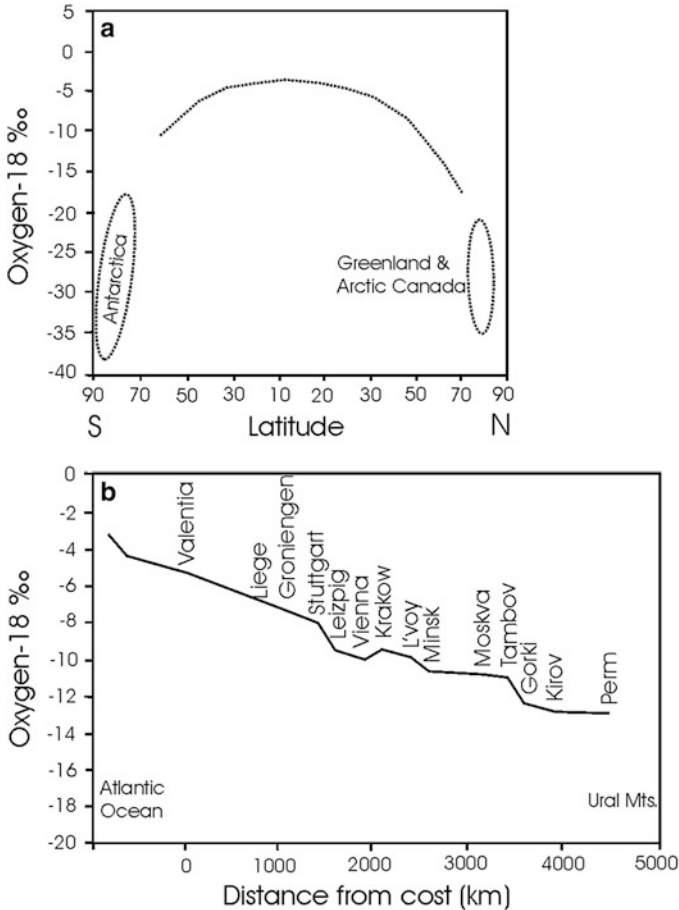 a
5
0
-5
-10
-15
-20
-25
-30
-35
-40
Oxygen-18 ‰
Antarctica
Greenland &
Arctic Canada
90 70 50 30 10 20 30 50 70 90
S Latitude N
b
0
-2
-4
-6
-8
-10
-12
-14
-16
-18
-20
Oxygen-18 ‰
Valentia
Liege
Groniengen
Stuttgart
Leizpig
Vienna
Krakow
L'voy
Minsk
Moskva
Tambov
Gorki
Kirov
Perm
Atlantic
Ocean
Ural Mts.
0 1000 2000 3000 4000 5000
Distance from cost (km)